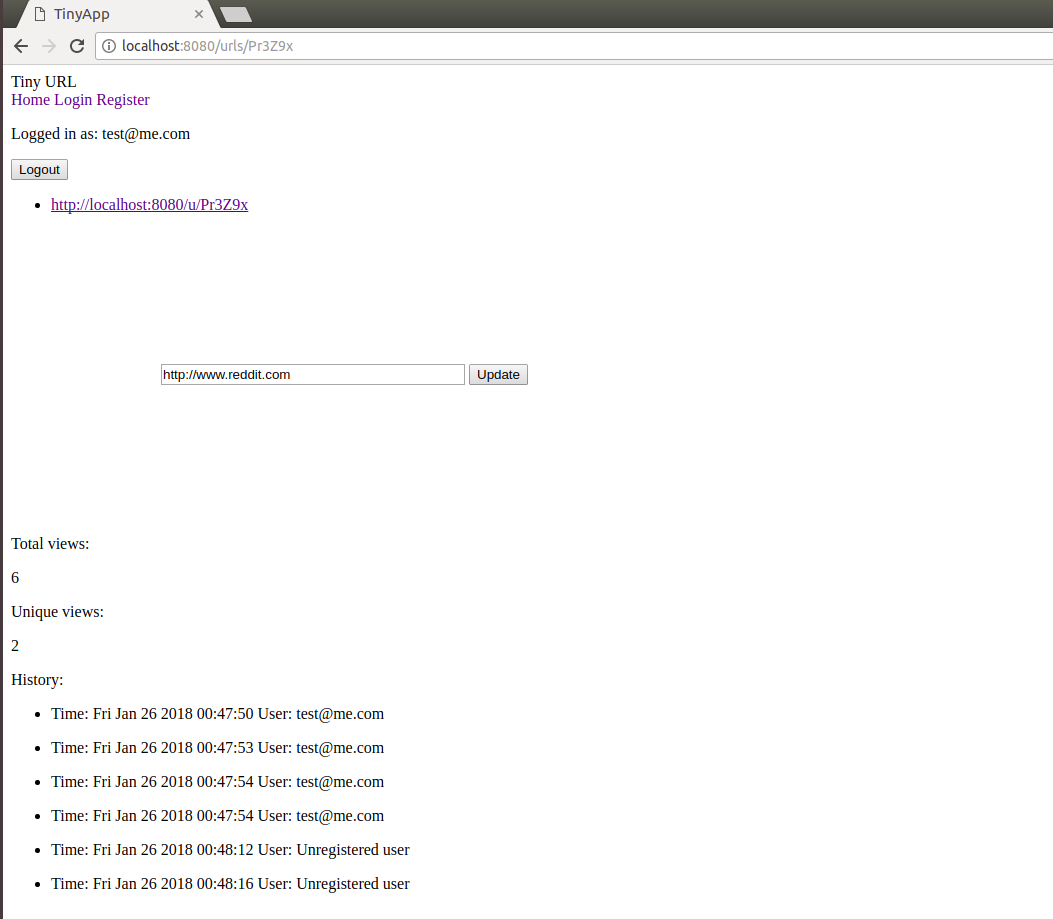 TinyApp
localhost:8080/urls/Pr3Z9x
Tiny URL
Home Login Register
Logged in as: test@me.com
Logout
http://localhost:8080/u/Pr3Z9x
http://www.reddit.com Update
Total views:
6
Unique views:
2
History:
Time: Fri Jan 26 2018 00:47:50 User: test@me.com
Time: Fri Jan 26 2018 00:47:53 User: test@me.com
Time: Fri Jan 26 2018 00:47:54 User: test@me.com
Time: Fri Jan 26 2018 00:47:54 User: test@me.com
Time: Fri Jan 26 2018 00:48:12 User: Unregistered user
Time: Fri Jan 26 2018 00:48:16 User: Unregistered user